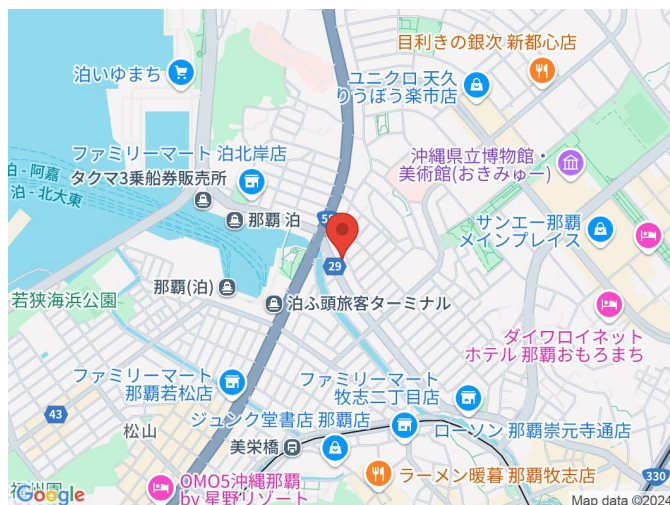 目利きの銀次 新都心店
泊いゆまち
ユニクロ 天久
りうぼう楽市店
ファミリーマート 泊北岸店
沖縄県立博物館・
美術館(おきみゅー)
泊 - 阿嘉
タクマ3乗船券販売所
泊 - 北大東
那覇 泊
58
サンエー那覇
メインプレイス
29
那覇(泊)
若狭海浜公園
泊ふ頭旅客ターミナル
ダイワロイネット
ホテル 那覇おもろまち
ファミリーマート
那覇若松店
ファミリーマート
牧志二丁目店
43
ジュンク堂書店 那覇店
ローソン 那覇崇元寺通店
松山
美栄橋
OMO5沖縄那覇
by 星野リゾート
ラーメン暖暮 那覇牧志店
330
福州園
Google
Map data ©2024